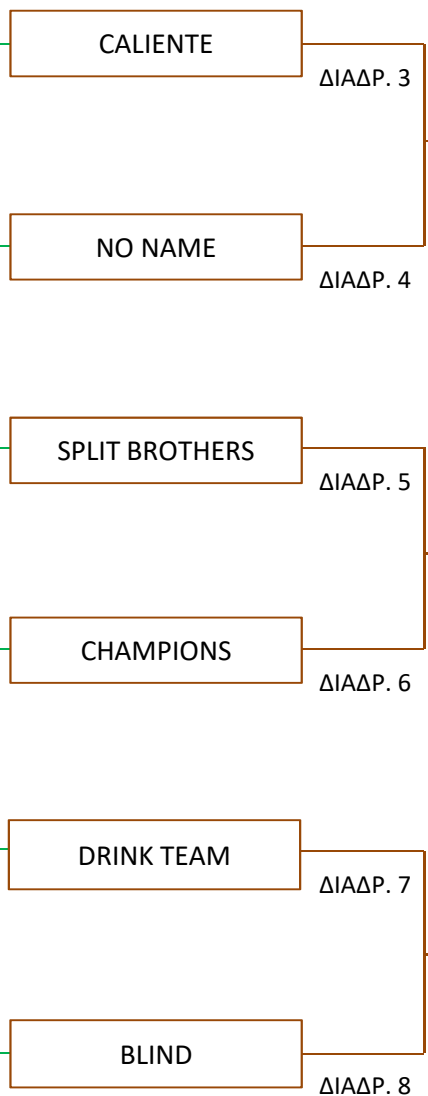 CALIENTE
ΔΙΑΔΡ. 3
NO NAME
ΔΙΑΔΡ. 4
SPLIT BROTHERS
ΔΙΑΔΡ. 5
CHAMPIONS
ΔΙΑΔΡ. 6
DRINK TEAM
ΔΙΑΔΡ. 7
BLIND
ΔΙΑΔΡ. 8